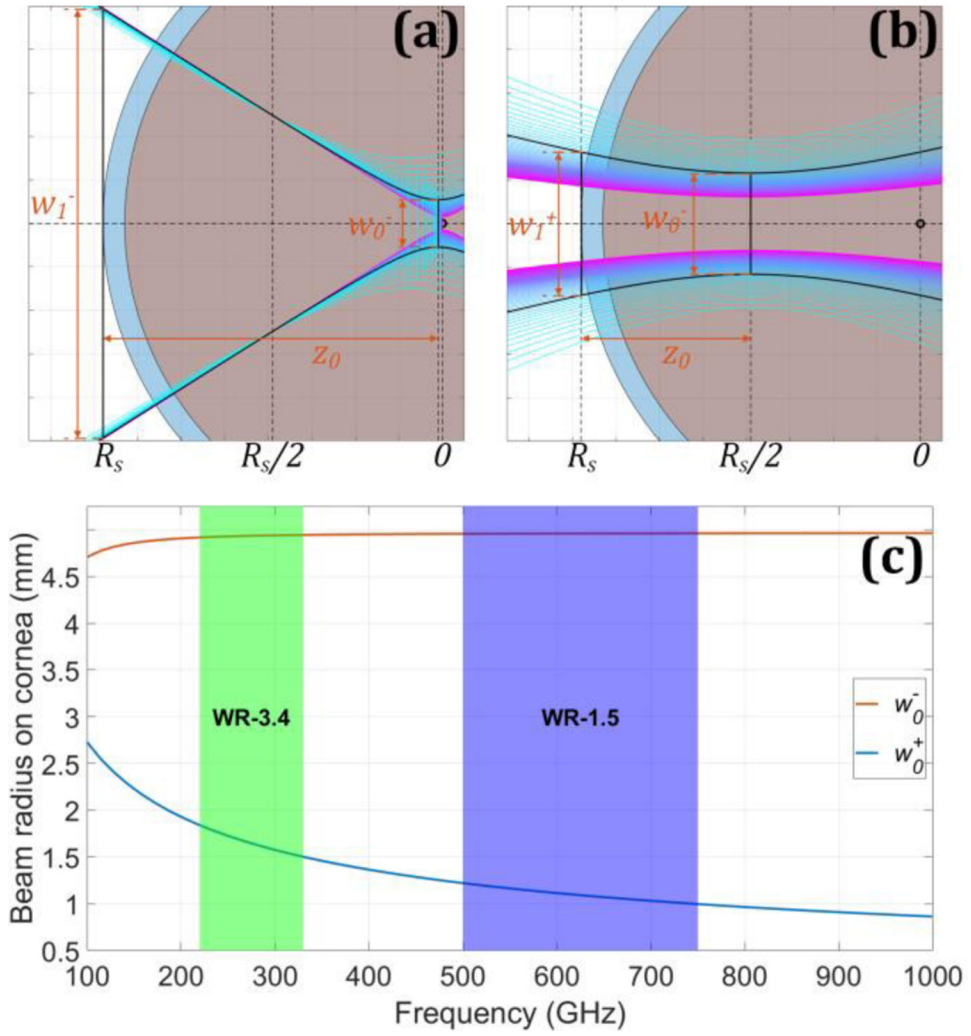 (a)
w₁⁻
w₀⁻
z₀
Rₛ
Rₛ/2
0
(b)
w₁⁺
w₀⁻
z₀
Rₛ
Rₛ/2
0
(c)
Beam radius on cornea (mm)
4.5
4
3.5
3
2.5
2
1.5
1
0.5
WR-3.4
WR-1.5
w₀⁻
w₀⁺
100 200 300 400 500 600 700 800 900 1000
Frequency (GHz)